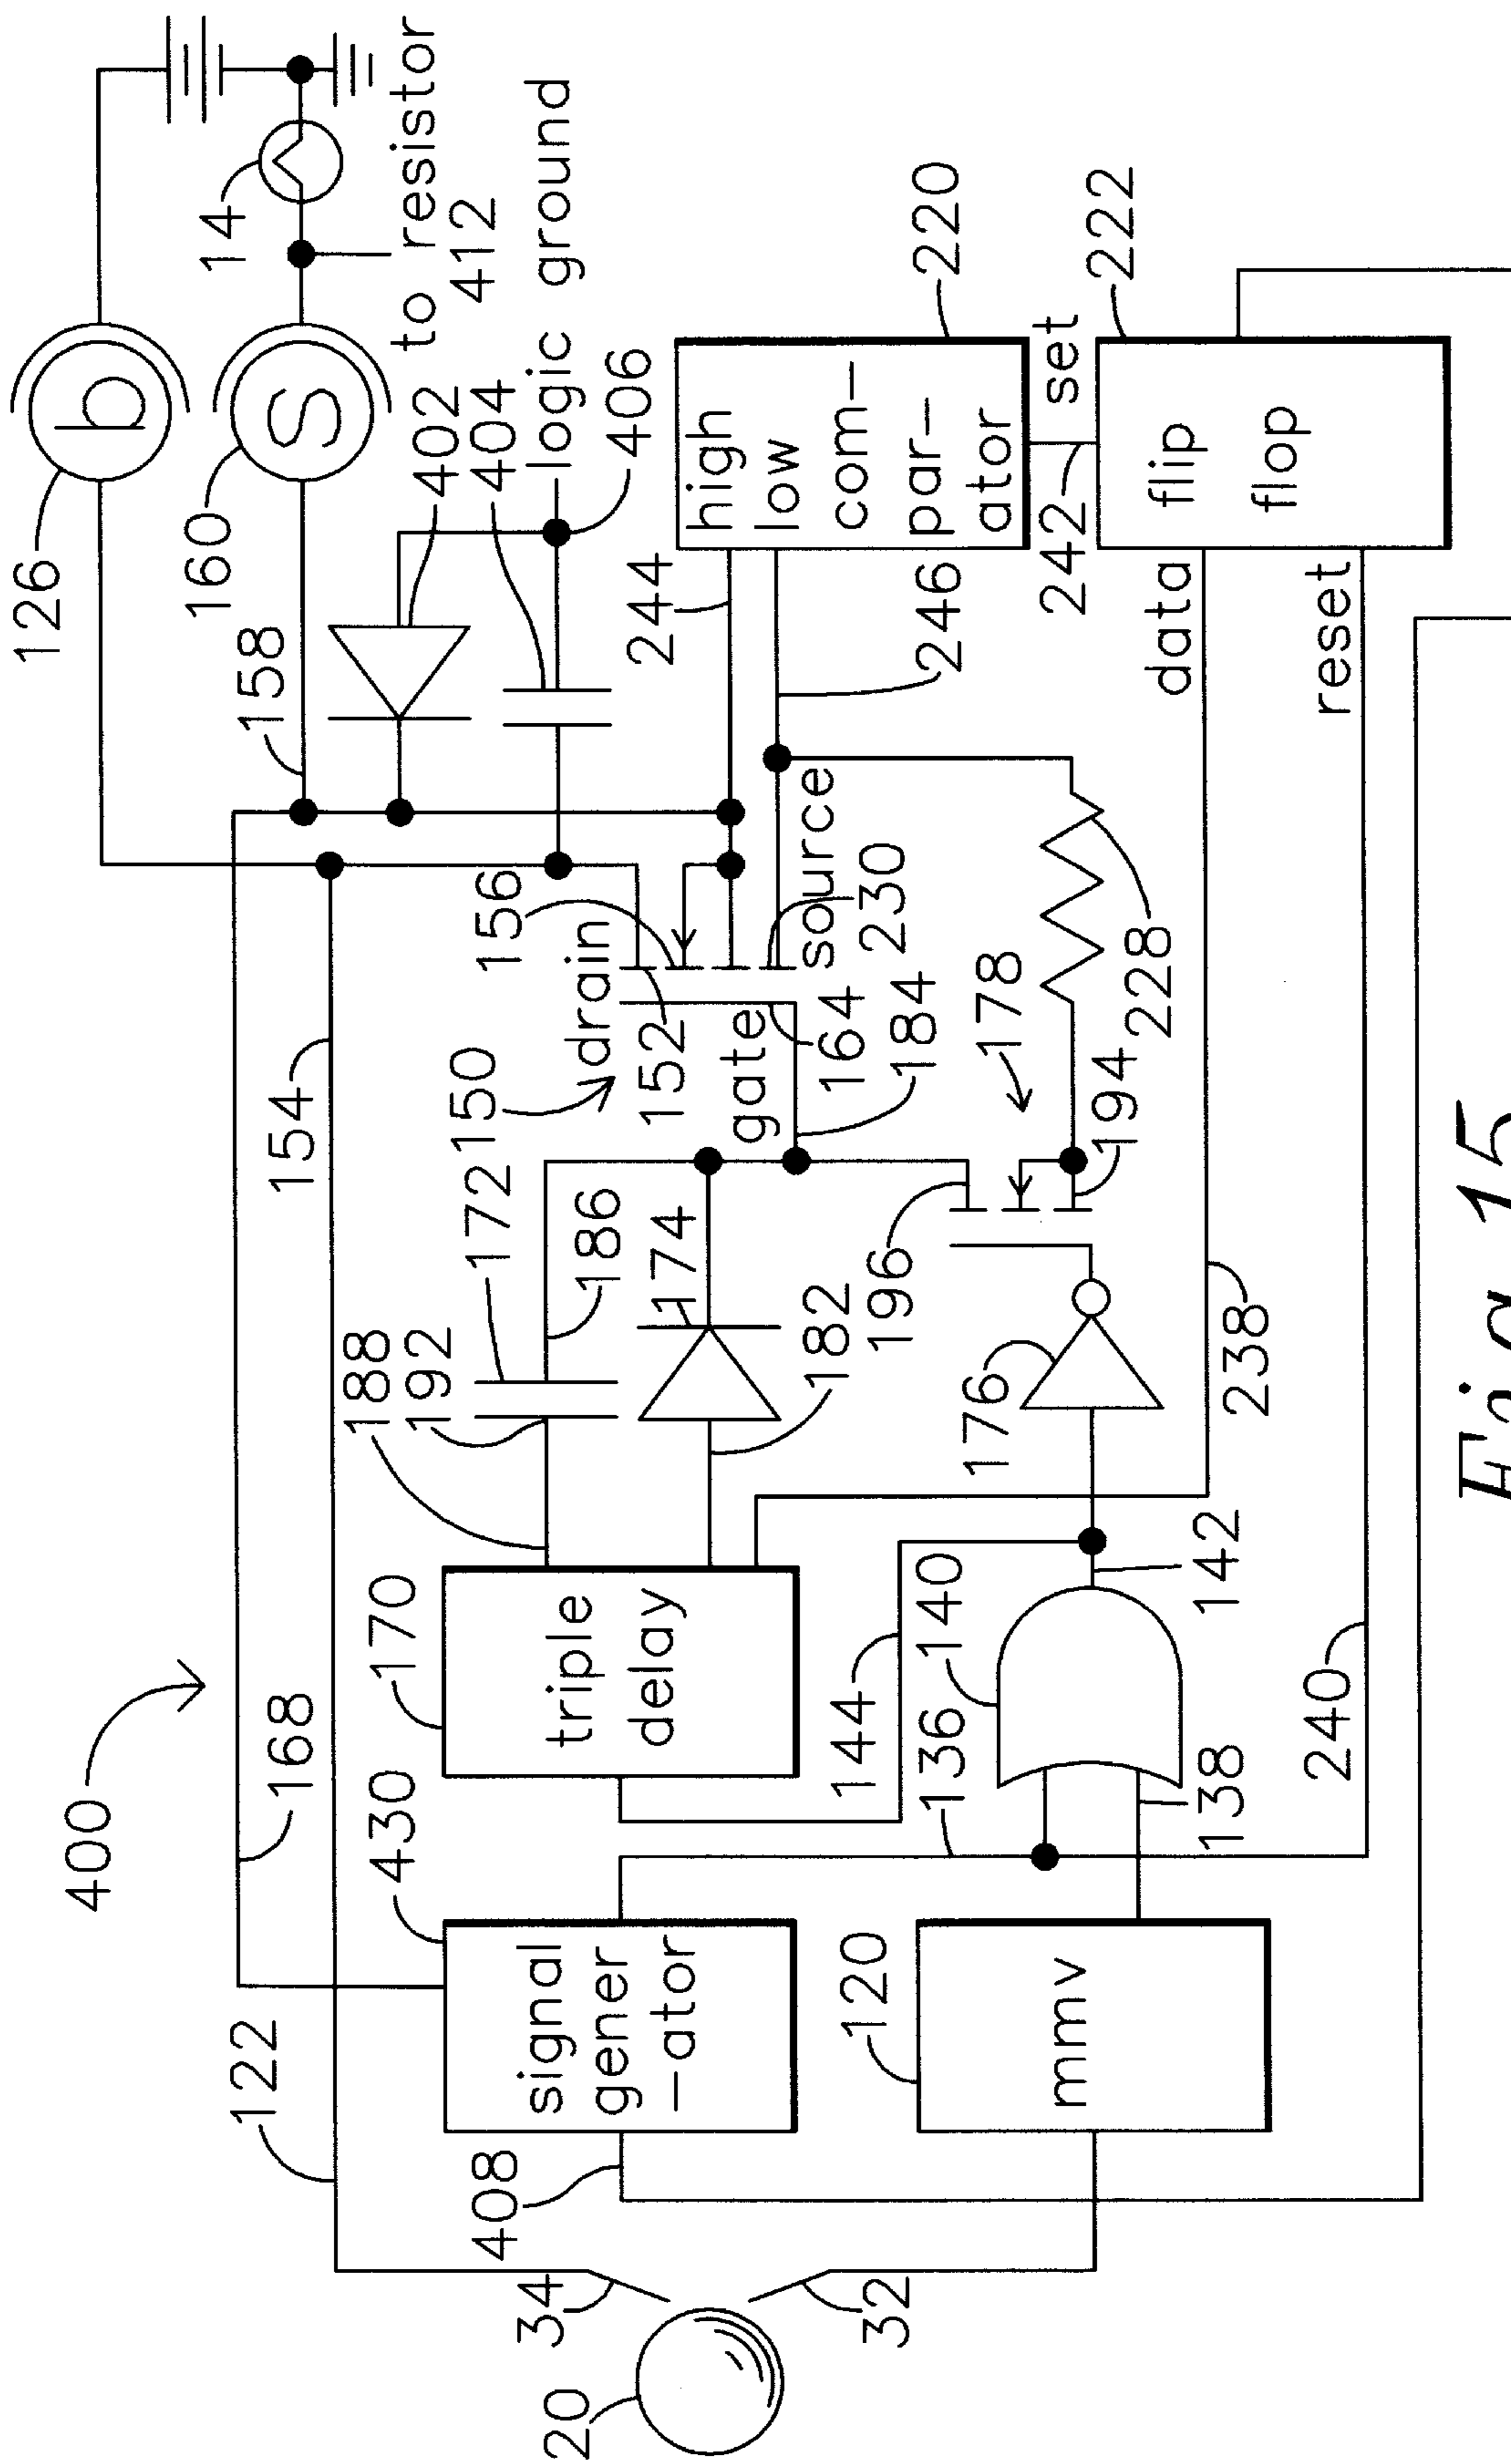 400
126
b
160
S
14
to resistor
412
logic ground
122
168
154
158
402
404
406
430
signal
gener
-ator
170
triple
delay
188
192
172
186
174
182
150
drain
152
156
gate
164
184
source
230
244
246
high
low
com-
par-
ator
220
242
set
222
flip
flop
data
reset
34
20
32
408
120
mmv
144
136
140
138
142
176
196
178
194
228
238
240
Fig 15